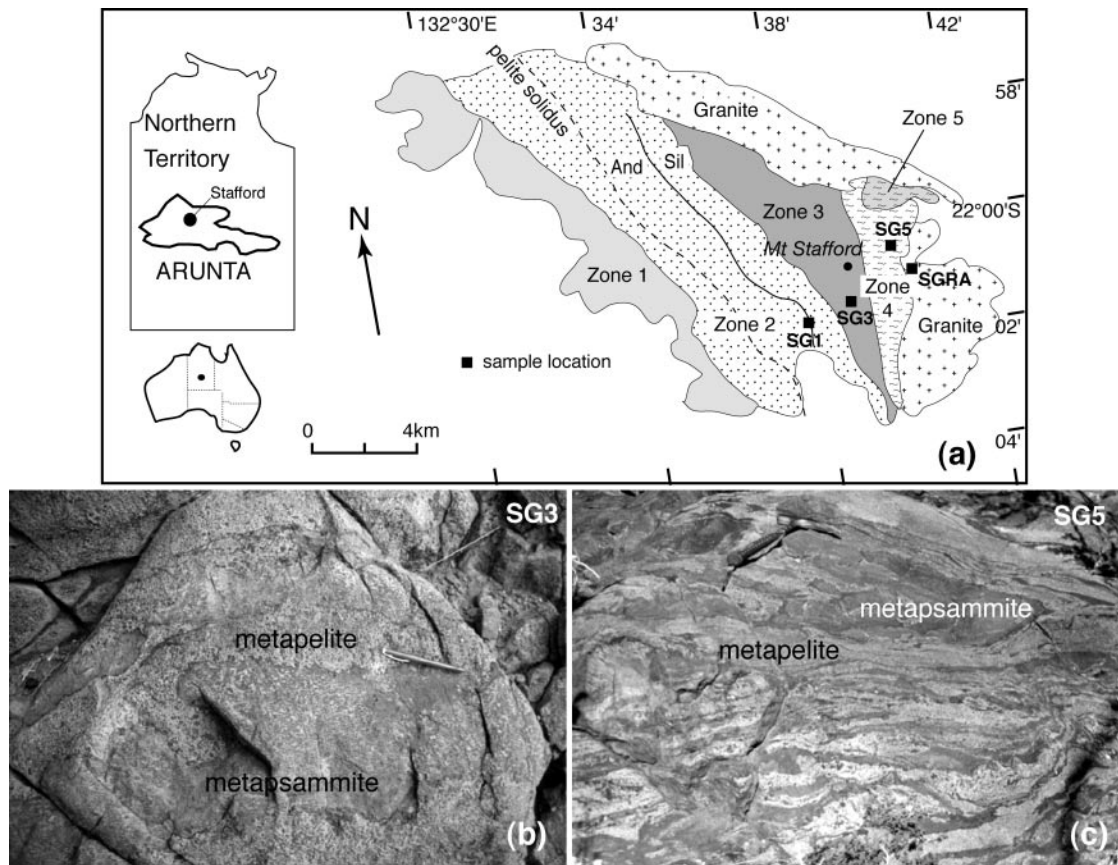 132°30'E
34'
38'
42'
58'
22°00'S
02'
04'
Northern
Territory
Stafford
ARUNTA
N
pelite solidus
And
Sil
Granite
Zone 5
Zone 3
SG5
Mt Stafford
Zone 1
Zone
4
SGRA
SG3
Zone 2
SG1
Granite
sample location
0
4km
(a)
SG3
metapelite
metapsammite
(b)
SG5
metapsammite
metapelite
(c)